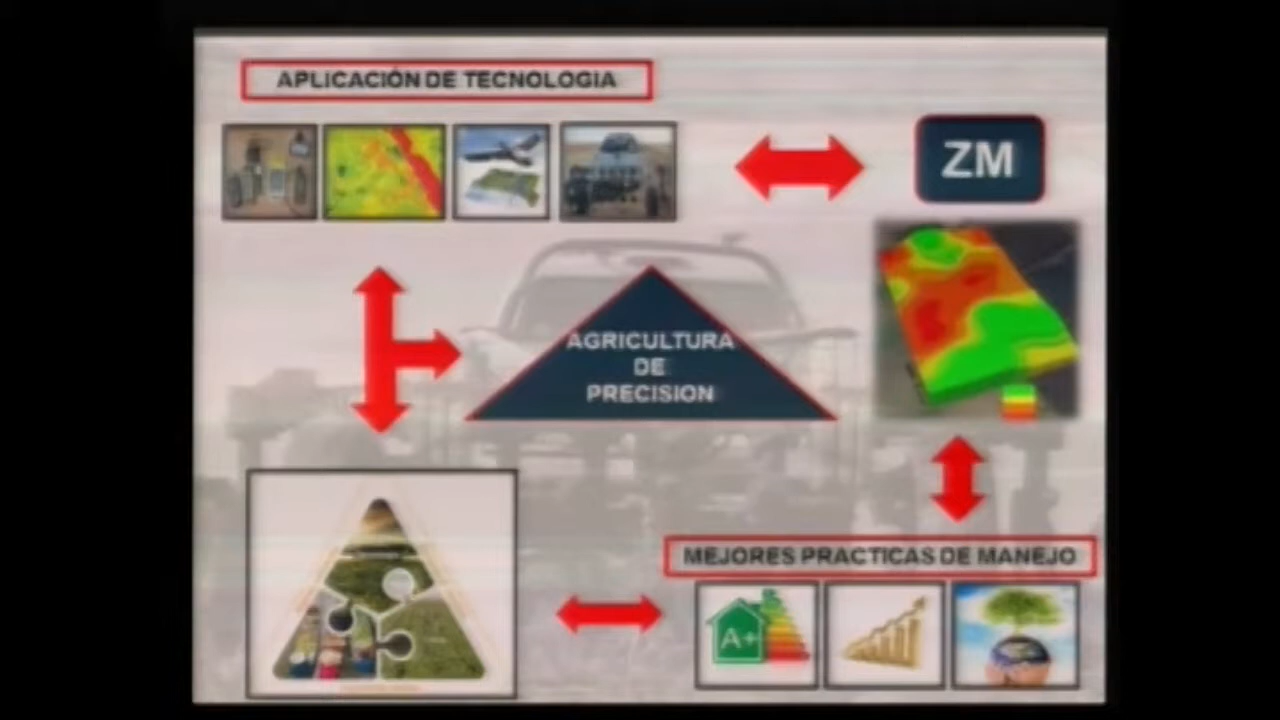 APLICACIÓN DE TECNOLOGIA
ZM
AGRICULTURA
DE
PRECISION
MEJORES PRACTICAS DE MANEJO
A+